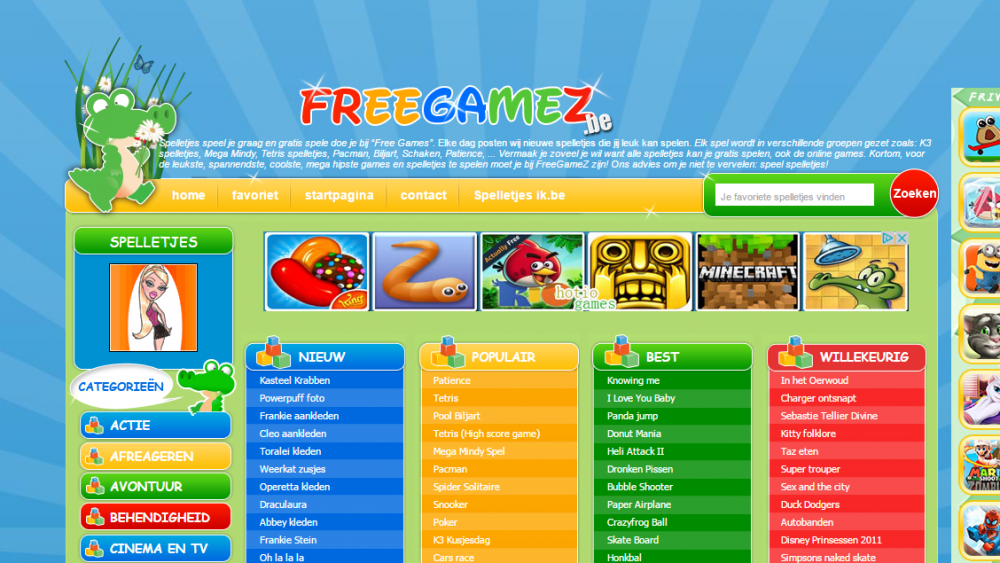 FREEGAMEZ.be
Spelletjes speel je graag en gratis spele doe je bij "Free Games". Elke dag posten wij nieuwe spelletjes die jij leuk kan spelen. Elk spel wordt in verschillende groepen gezet zoals: K3
spelletjes, Mega Mindy, Tetris spelletjes, Pacman, Biljart, Schaken, Patience, ... Vermaak je zoveel je wil want alle spelletjes kan je gratis spelen, ook de online games. Kortom, voor
de leukste, spannendste, coolste, mega hipste games en spelletjes te spelen moet je bij FreeGameZ zijn! Ons advies om je niet te vervelen: speel spelletjes!
home favoriet startpagina contact Spelletjes ik.be
Je favoriete spelletjes vinden
Zoeken
SPELLETJES
Actually Free
King
hotio
games
MINECRAFT
CATEGORIEËN
ACTIE
AFREAGEREN
AVONTUUR
BEHENDIGHEID
CINEMA EN TV
NIEUW
Kasteel Krabben
Powerpuff foto
Frankie aankleden
Cleo aankleden
Toralei kleden
Weerkat zusjes
Operetta kleden
Draculaura
Abbey kleden
Frankie Stein
Oh la la la
POPULAIR
Patience
Tetris
Pool Biljart
Tetris (High score game)
Mega Mindy Spel
Pacman
Spider Solitaire
Snooker
Poker
K3 Kusjesdag
Cars race
BEST
Knowing me
I Love You Baby
Panda jump
Donut Mania
Heli Attack II
Dronken Pissen
Bubble Shooter
Paper Airplane
Crazyfrog Ball
Skate Board
Honkbal
WILLEKEURIG
In het Oerwoud
Charger ontsnapt
Sebastie Tellier Divine
Kitty folklore
Taz eten
Super trouper
Sex and the city
Duck Dodgers
Autobanden
Disney Prinsessen 2011
Simpsons naked skate